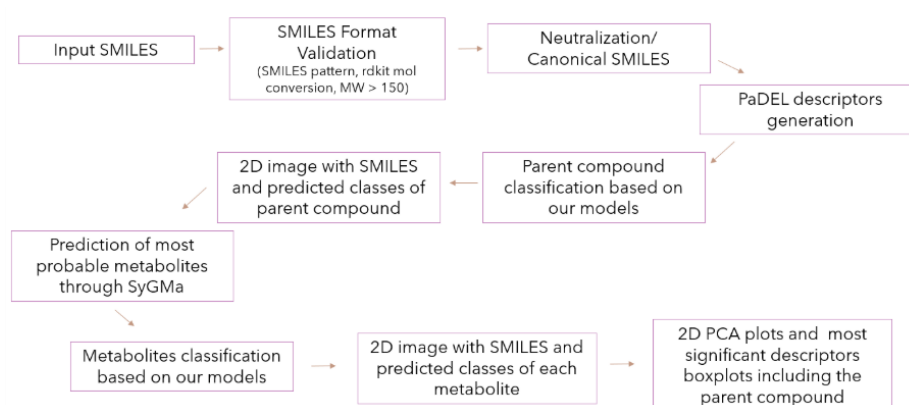 Input SMILES
SMILES Format
Validation
(SMILES pattern, rdkit mol
conversion, MW > 150)
Neutralization/
Canonical SMILES
PaDEL descriptors
generation
Parent compound
classification based on
our models
2D image with SMILES
and predicted classes of
parent compound
Prediction of most
probable metabolites
through SyGMa
Metabolites classification
based on our models
2D image with SMILES and
predicted classes of each
metabolite
2D PCA plots and most
significant descriptors
boxplots including the
parent compound